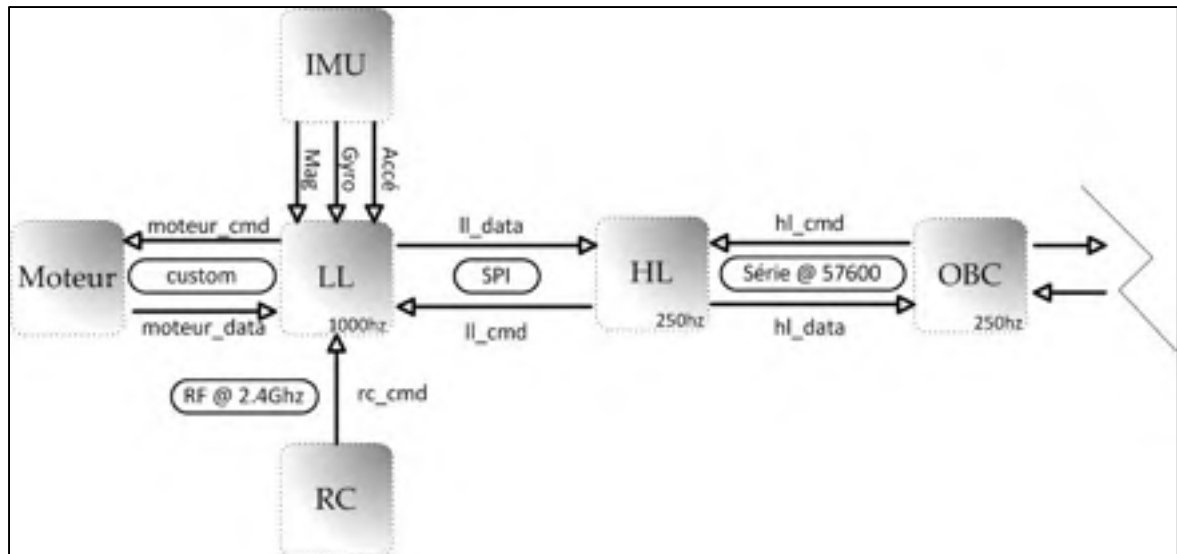 IMU
Mag
Gyro
Accé
moteur_cmd
ll_data
hl_cmd
Moteur
custom
LL
SPI
HL
Série @ 57600
OBC
1000hz
250hz
250hz
moteur_data
ll_cmd
hl_data
RF @ 2.4Ghz
rc_cmd
RC